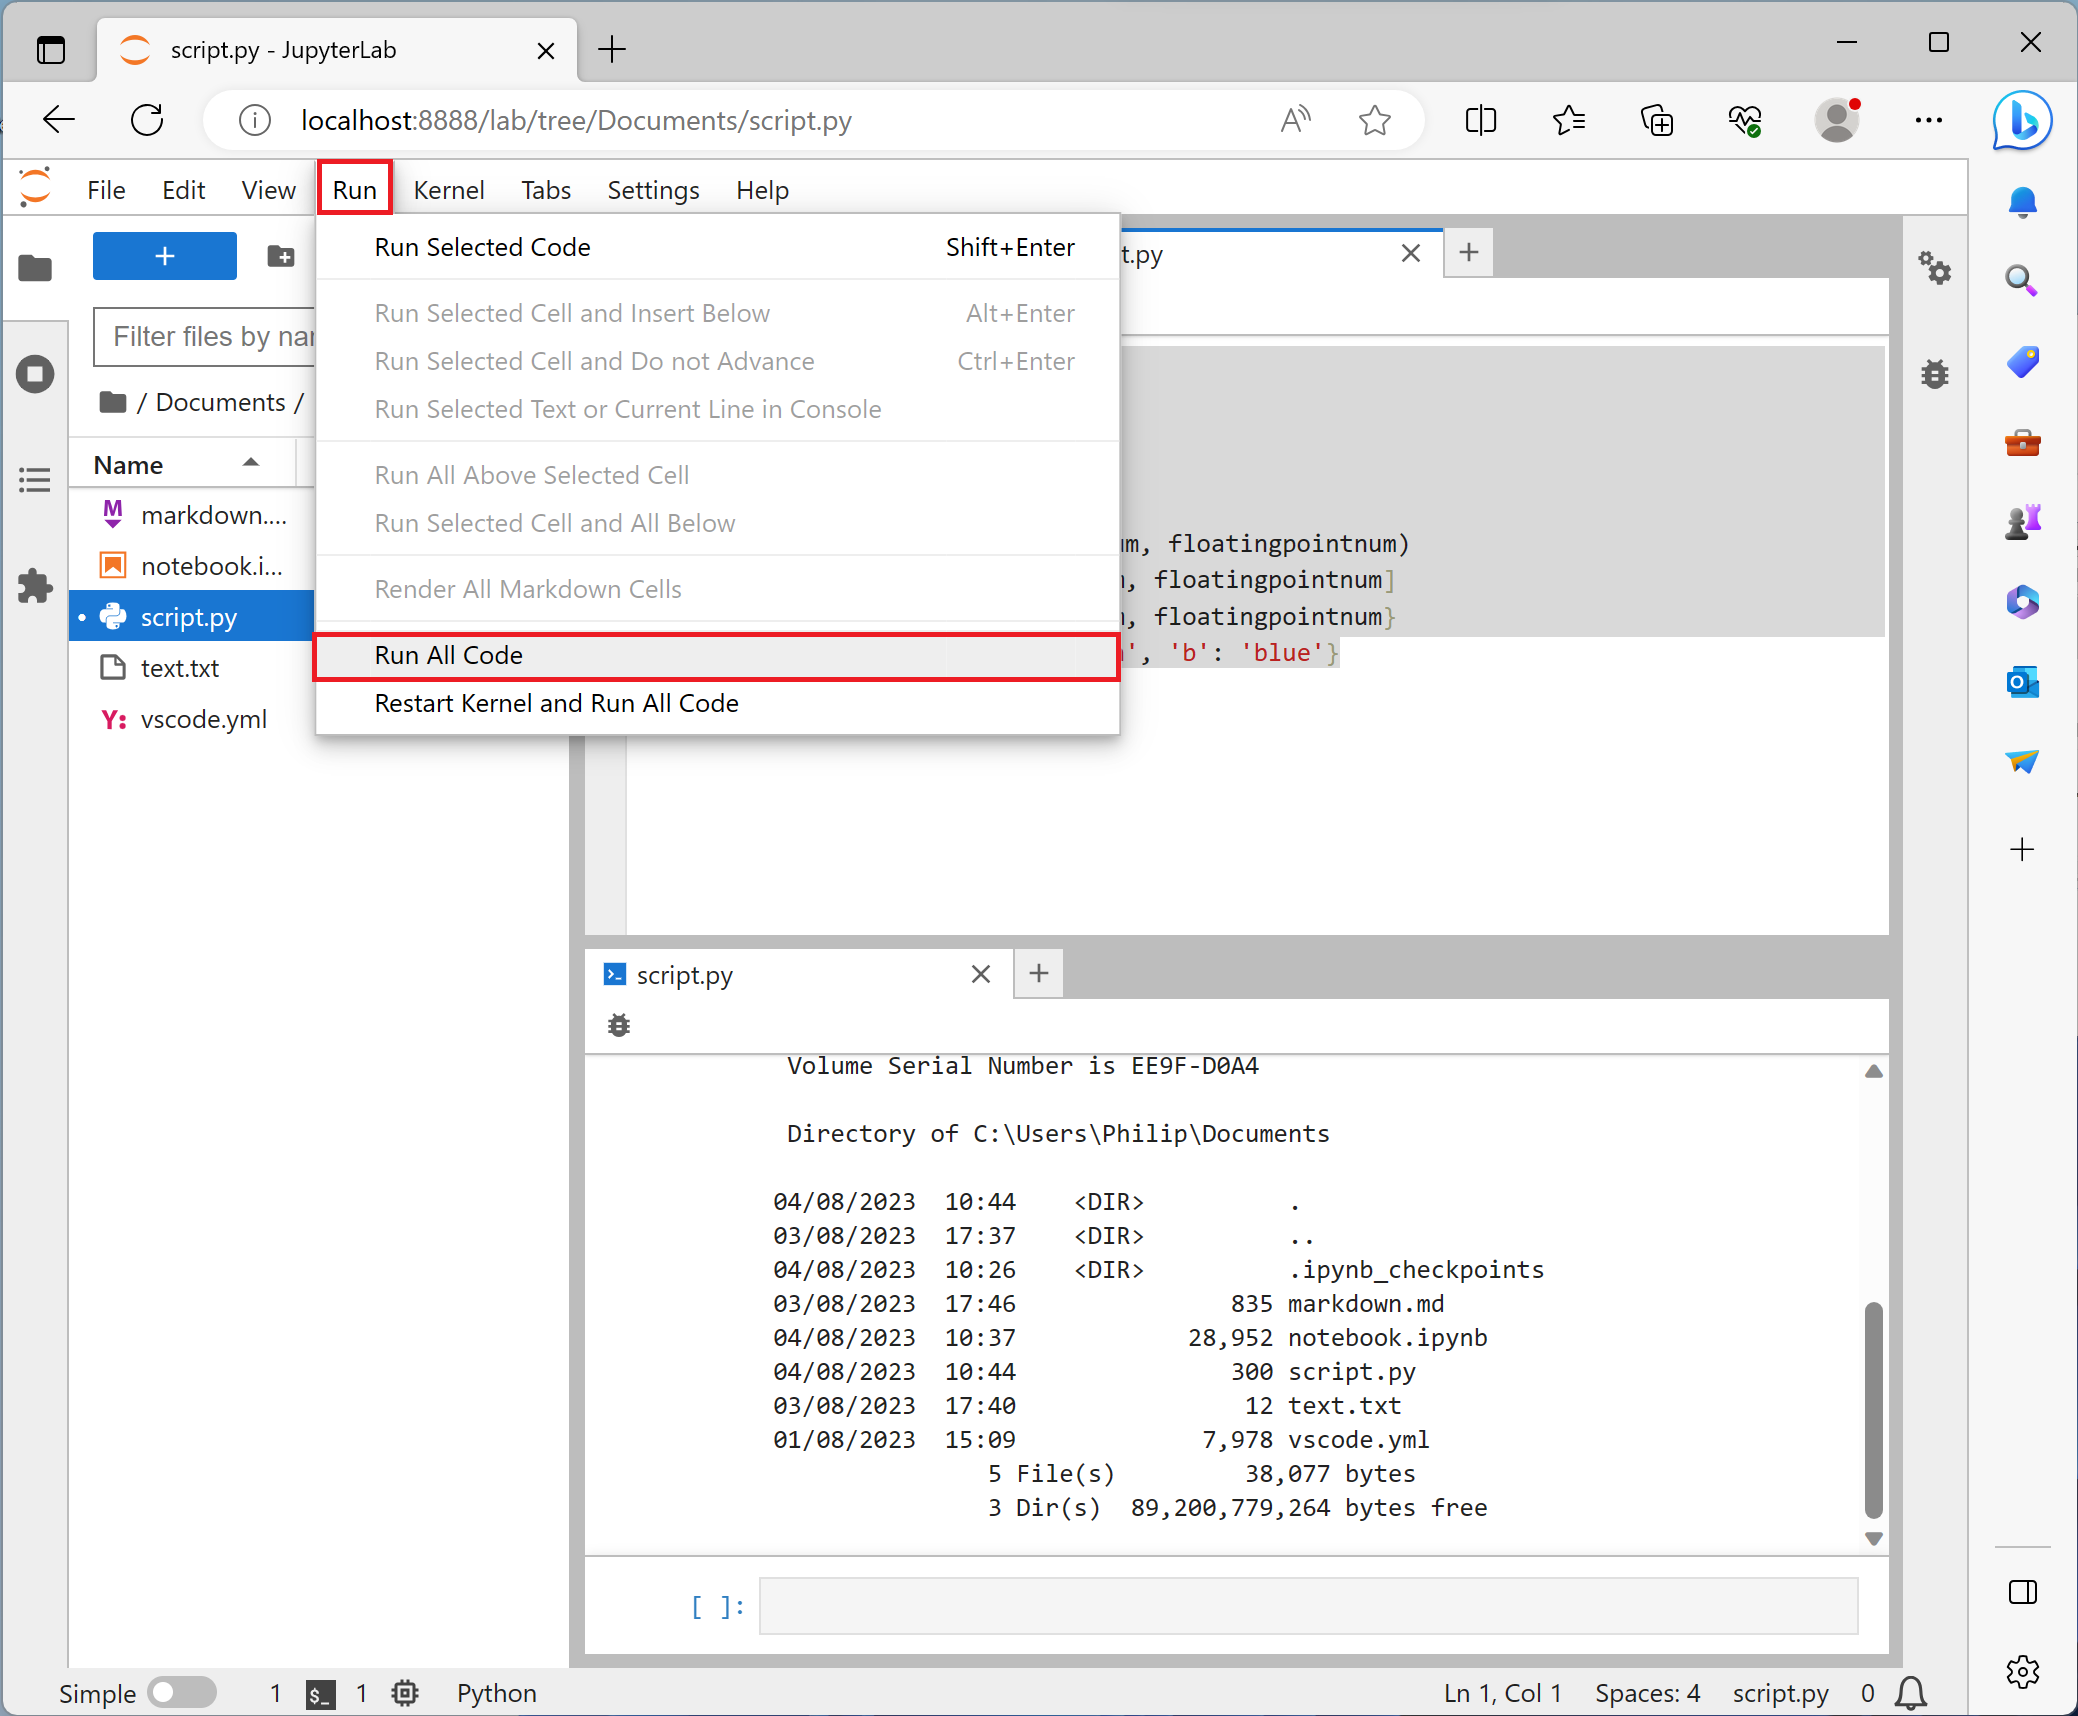 script.py - JupyterLab
localhost:8888/lab/tree/Documents/script.py
File Edit View Run Kernel Tabs Settings Help
Run Selected Code Shift+Enter
Run Selected Cell and Insert Below Alt+Enter
Run Selected Cell and Do not Advance Ctrl+Enter
Run Selected Text or Current Line in Console
Run All Above Selected Cell
Run Selected Cell and All Below
Render All Markdown Cells
Run All Code
Restart Kernel and Run All Code
Filter files by
/ Documents /
Name
markdown....
notebook.i...
script.py
text.txt
Y: vscode.yml
t.py
, floatingpointnum)
, floatingpointnum]
, floatingpointnum}
', 'b': 'blue'}
script.py
Volume Serial Number is EE9F-D0A4
Directory of C:\Users\Philip\Documents
04/08/2023 10:44 <DIR> .
03/08/2023 17:37 <DIR> ..
04/08/2023 10:26 <DIR> .ipynb_checkpoints
03/08/2023 17:46 835 markdown.md
04/08/2023 10:37 28,952 notebook.ipynb
04/08/2023 10:44 300 script.py
03/08/2023 17:40 12 text.txt
01/08/2023 15:09 7,978 vscode.yml
5 File(s) 38,077 bytes
3 Dir(s) 89,200,779,264 bytes free
[ ]:
Simple 1 $_ 1 Python Ln 1, Col 1 Spaces: 4 script.py 0